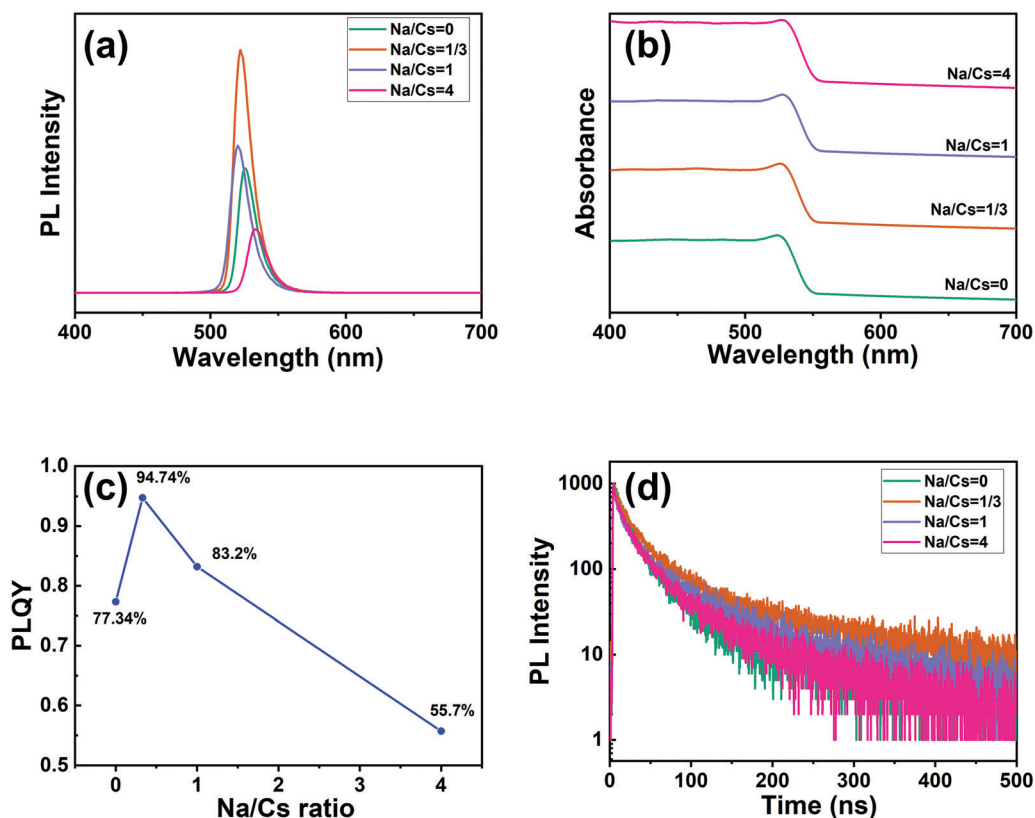 (a)
Na/Cs=0
Na/Cs=1/3
Na/Cs=1
Na/Cs=4
PL Intensity
400
500
600
700
Wavelength (nm)
(b)
Na/Cs=4
Na/Cs=1
Na/Cs=1/3
Na/Cs=0
Absorbance
400
500
600
700
Wavelength (nm)
(c)
1.0
0.9
0.8
0.7
0.6
0.5
PLQY
94.74%
83.2%
77.34%
55.7%
0
1
2
3
4
Na/Cs ratio
(d)
Na/Cs=0
Na/Cs=1/3
Na/Cs=1
Na/Cs=4
1000
100
10
1
PL Intensity
0
100
200
300
400
500
Time (ns)